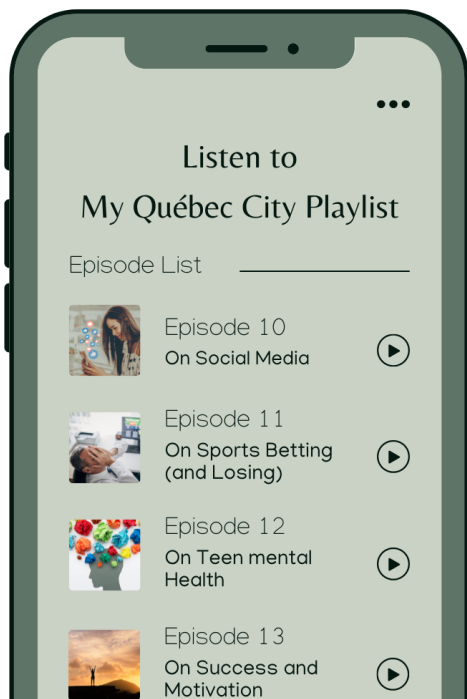 Listen to
My Québec City Playlist
Episode List
Episode 10
On Social Media
Episode 11
On Sports Betting
(and Losing)
Episode 12
On Teen mental
Health
Episode 13
On Success and
Motivation